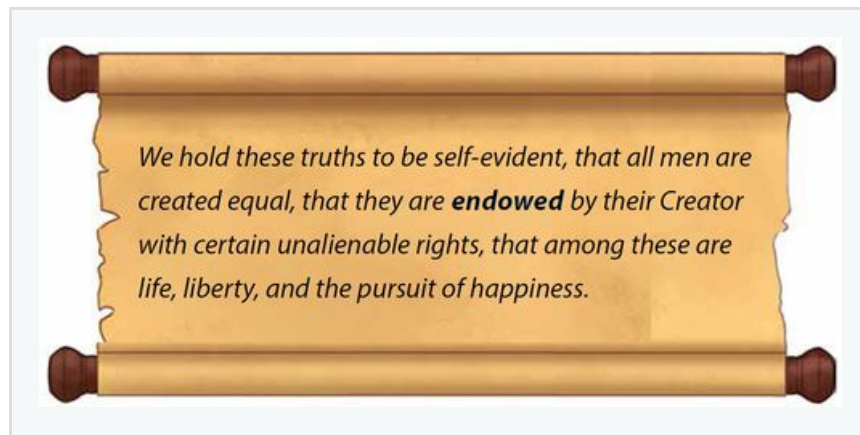 We hold these truths to be self-evident, that all men are
created equal, that they are endowed by their Creator
with certain unalienable rights, that among these are
life, liberty, and the pursuit of happiness.